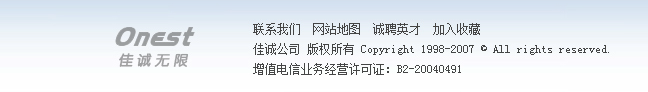 Onest
佳诚无限
联系我们 网站地图 诚聘英才 加入收藏
佳诚公司 版权所有 Copyright 1998-2007 © All rights reserved.
增值电信业务经营许可证：B2-20040491